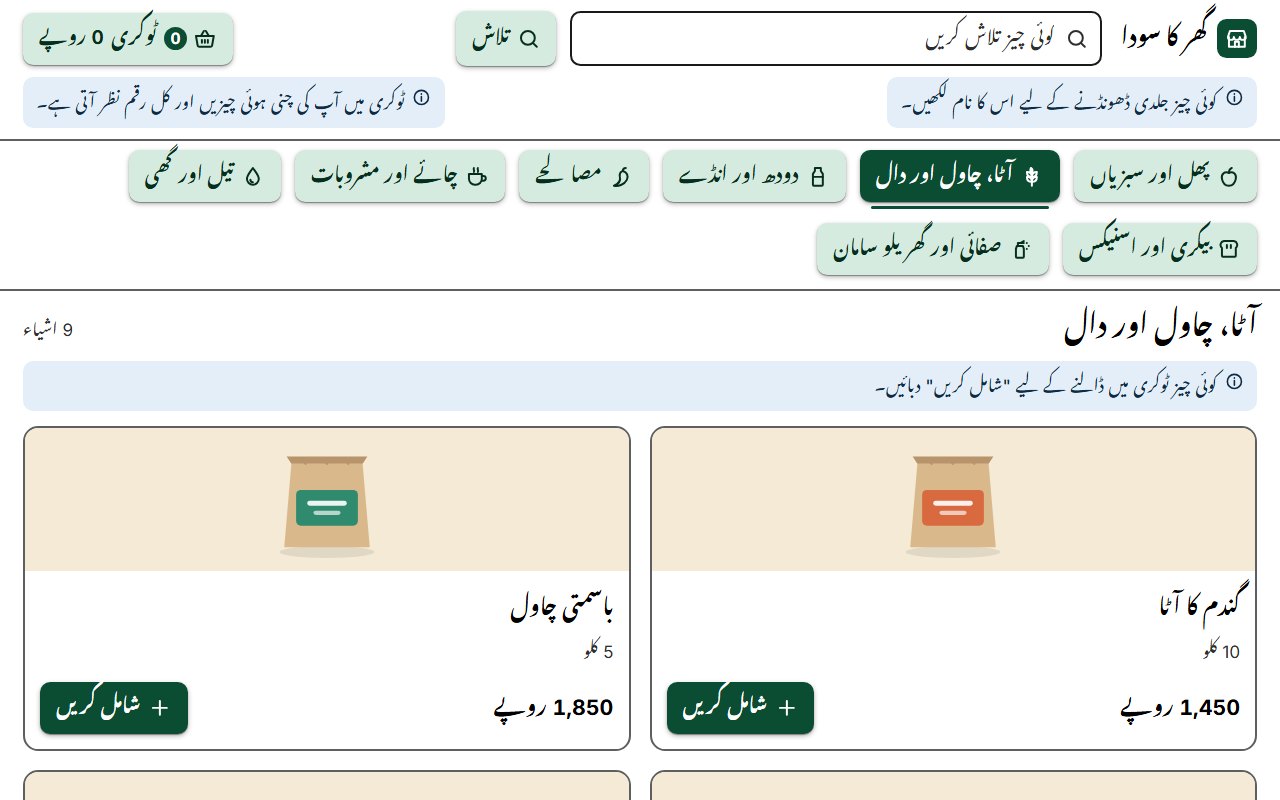 گھر کا سودا
کوئی چیز تلاش کریں
تلاش
0 ٹوکری 0 روپے
کوئی چیز جلدی ڈھونڈنے کے لیے اس کا نام لکھیں۔
ٹوکری میں آپ کی چنی ہوئی چیزیں اور کل رقم نظر آتی ہے۔
پھل اور سبزیاں
آٹا، چاول اور دال
دودھ اور انڈے
مصالحے
چائے اور مشروبات
تیل اور گھی
بیکری اور اسنیکس
صفائی اور گھریلو سامان
آٹا، چاول اور دال
9 اشیاء
کوئی چیز ٹوکری میں ڈالنے کے لیے "شامل کریں" دبائیں۔
گندم کا آٹا
10 کلو
1,450 روپے
شامل کریں
باسمتی چاول
5 کلو
1,850 روپے
شامل کریں